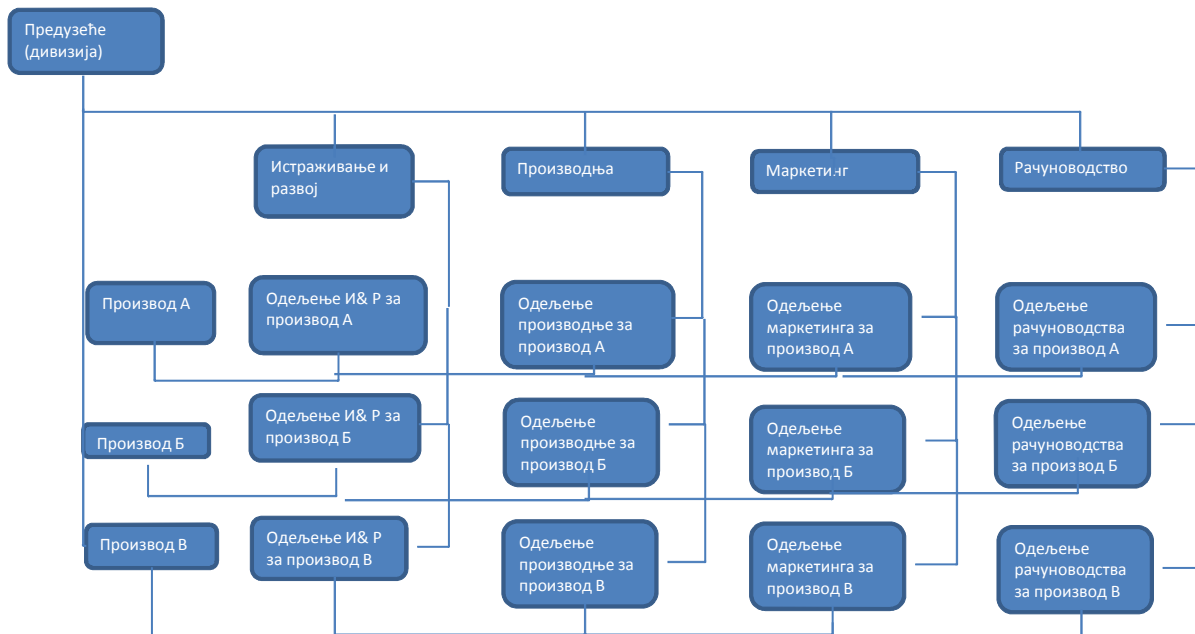 Предузеће
(дивизија)
Истраживање и
развој
Производња
Маркетинг
Рачуноводство
Производ А
Одељење И& Р за
производ А
Одељење
производње за
производ А
Одељење
маркетинга за
производ А
Одељење
рачуноводства
за производ А
Производ Б
Одељење И& Р за
производ Б
Одељење
производње за
производ Б
Одељење
маркетинга за
производ Б
Одељење
рачуноводства
за производ Б
Производ В
Одељење И& Р
за производ В
Одељење
производње за
производ В
Одељење
маркетинга за
производ В
Одељење
рачуноводства
за производ В